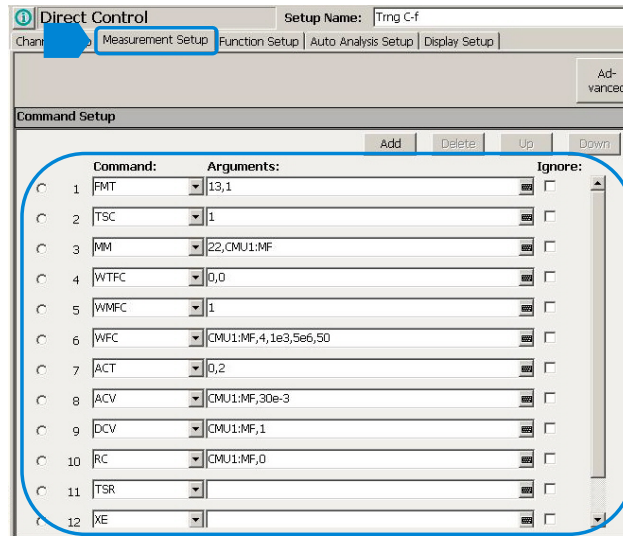 Direct Control Setup Name: Trng C-f
Measurement Setup Function Setup Auto Analysis Setup Display Setup
Ad-
vanced
Command Setup
Add Delete Up Down
Command: Arguments: Ignore:
1 FMT 13,1
2 TSC 1
3 MM 22,CMU1:MF
4 WTFC 0,0
5 WMFC 1
6 WFC CMU1:MF,4,1e3,5e6,50
7 ACT 0,2
8 ACV CMU1:MF,30e-3
9 DCV CMU1:MF,1
10 RC CMU1:MF,0
11 TSR
12 XE